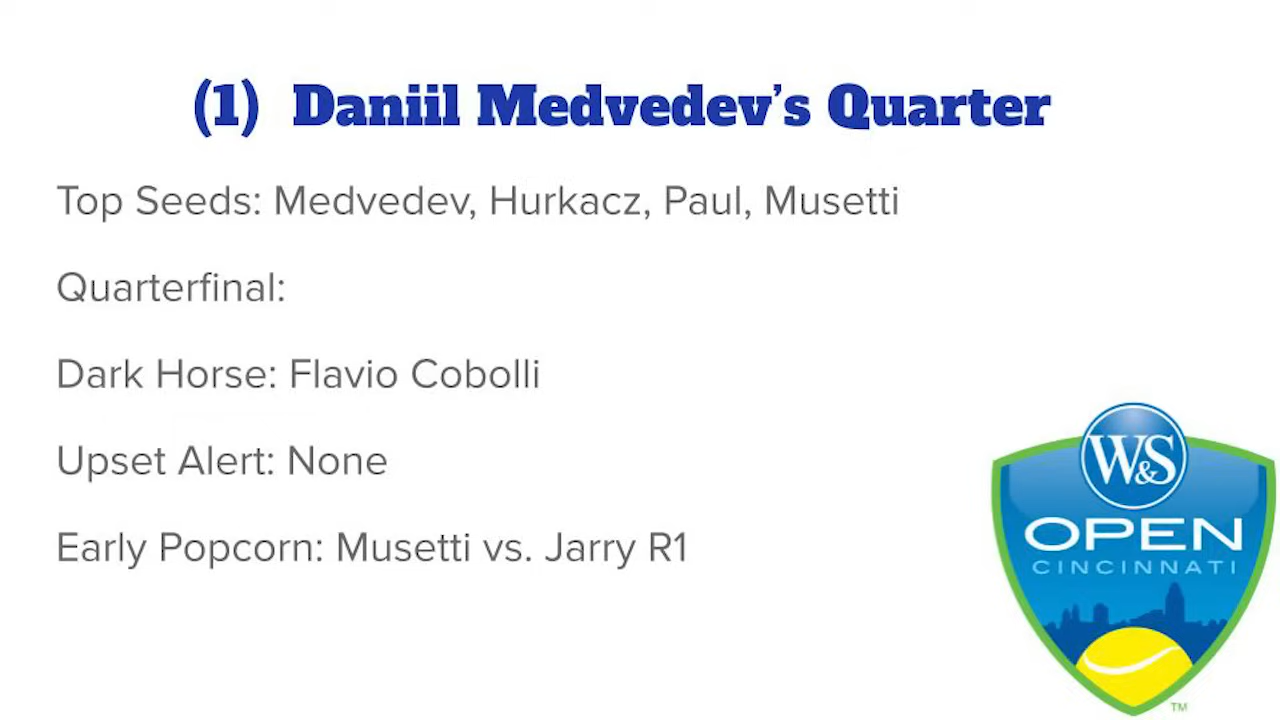 (1) Daniil Medvedev's Quarter
Top Seeds: Medvedev, Hurkacz, Paul, Musetti
Quarterfinal:
Dark Horse: Flavio Cobolli
Upset Alert: None
Early Popcorn: Musetti vs. Jarry R1
W&S
OPEN
CINCINNATI
TM